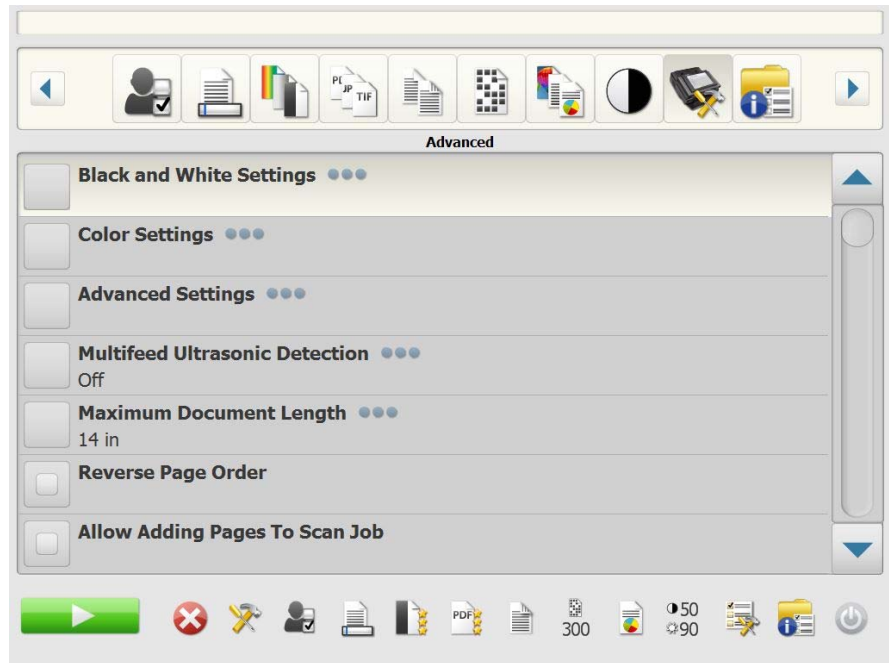 PDF JP TIF
Advanced
Black and White Settings
Color Settings
Advanced Settings
Multifeed Ultrasonic Detection
Off
Maximum Document Length
14 in
Reverse Page Order
Allow Adding Pages To Scan Job
PDF
300
50
90